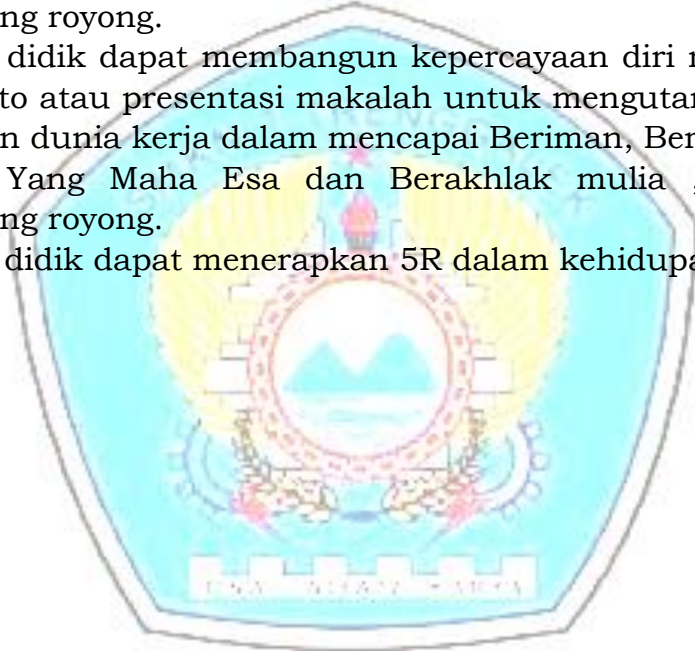 ng royong.
didik dapat membangun kepercayaan diri
to atau presentasi makalah untuk mengutar
n dunia kerja dalam mencapai Beriman, Ber
Yang Maha Esa dan Berakhlak mulia ,
ng royong.
didik dapat menerapkan 5R dalam kehidupa